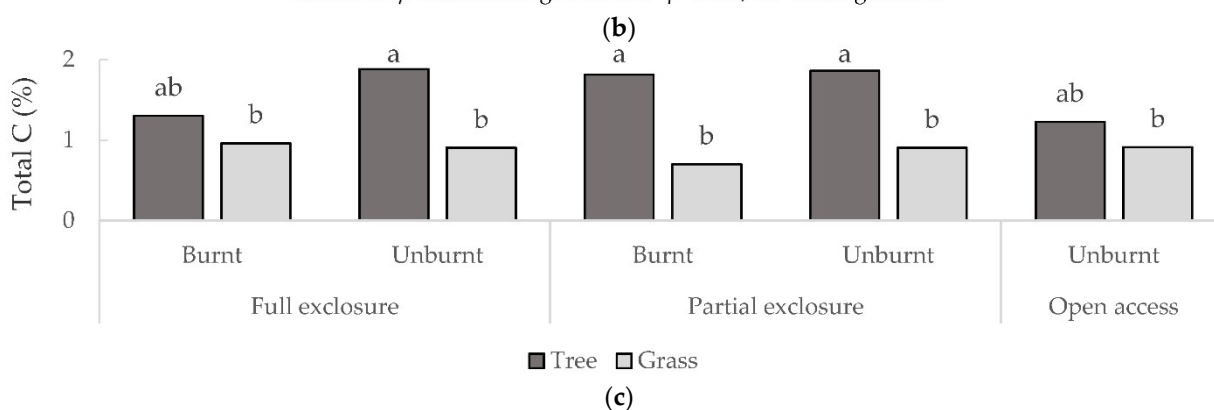 (b)
Total C (%)
2
1
0
ab
b
a
b
a
b
a
b
ab
b
Burnt
Unburnt
Burnt
Unburnt
Unburnt
Full exclosure
Partial exclosure
Open access
Tree
Grass
(c)